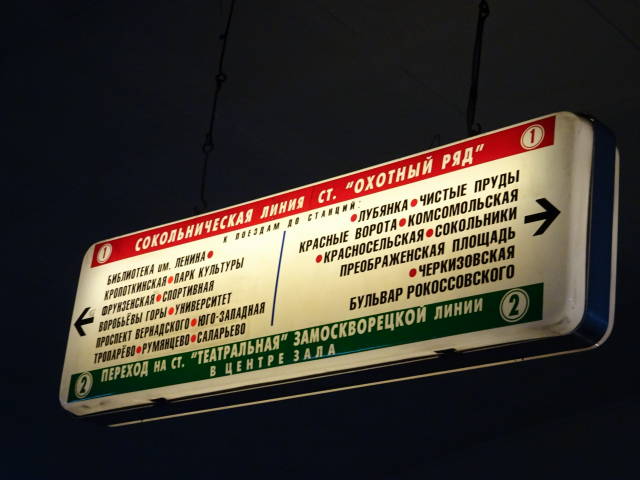 1 СОКОЛЬНИЧЕСКАЯ ЛИНИЯ СТ. "ОХОТНЫЙ РЯД" 1
К ПОЕЗДАМ ДО СТАНЦИЙ:
БИБЛИОТЕКА ИМ. ЛЕНИНА •
КРОПОТКИНСКАЯ • ПАРК КУЛЬТУРЫ
ФРУНЗЕНСКАЯ • СПОРТИВНАЯ
ВОРОБЬЁВЫ ГОРЫ • УНИВЕРСИТЕТ
ПРОСПЕКТ ВЕРНАДСКОГО • ЮГО-ЗАПАДНАЯ
ТРОПАРЁВО • РУМЯНЦЕВО • САЛАРЬЕВО
• ЛУБЯНКА • ЧИСТЫЕ ПРУДЫ
КРАСНЫЕ ВОРОТА • КОМСОМОЛЬСКАЯ
• КРАСНОСЕЛЬСКАЯ • СОКОЛЬНИКИ
ПРЕОБРАЖЕНСКАЯ ПЛОЩАДЬ
• ЧЕРКИЗОВСКАЯ
БУЛЬВАР РОКОССОВСКОГО
2 ПЕРЕХОД НА СТ. "ТЕАТРАЛЬНАЯ" ЗАМОСКВОРЕЦКОЙ ЛИНИИ 2
В ЦЕНТРЕ ЗАЛА